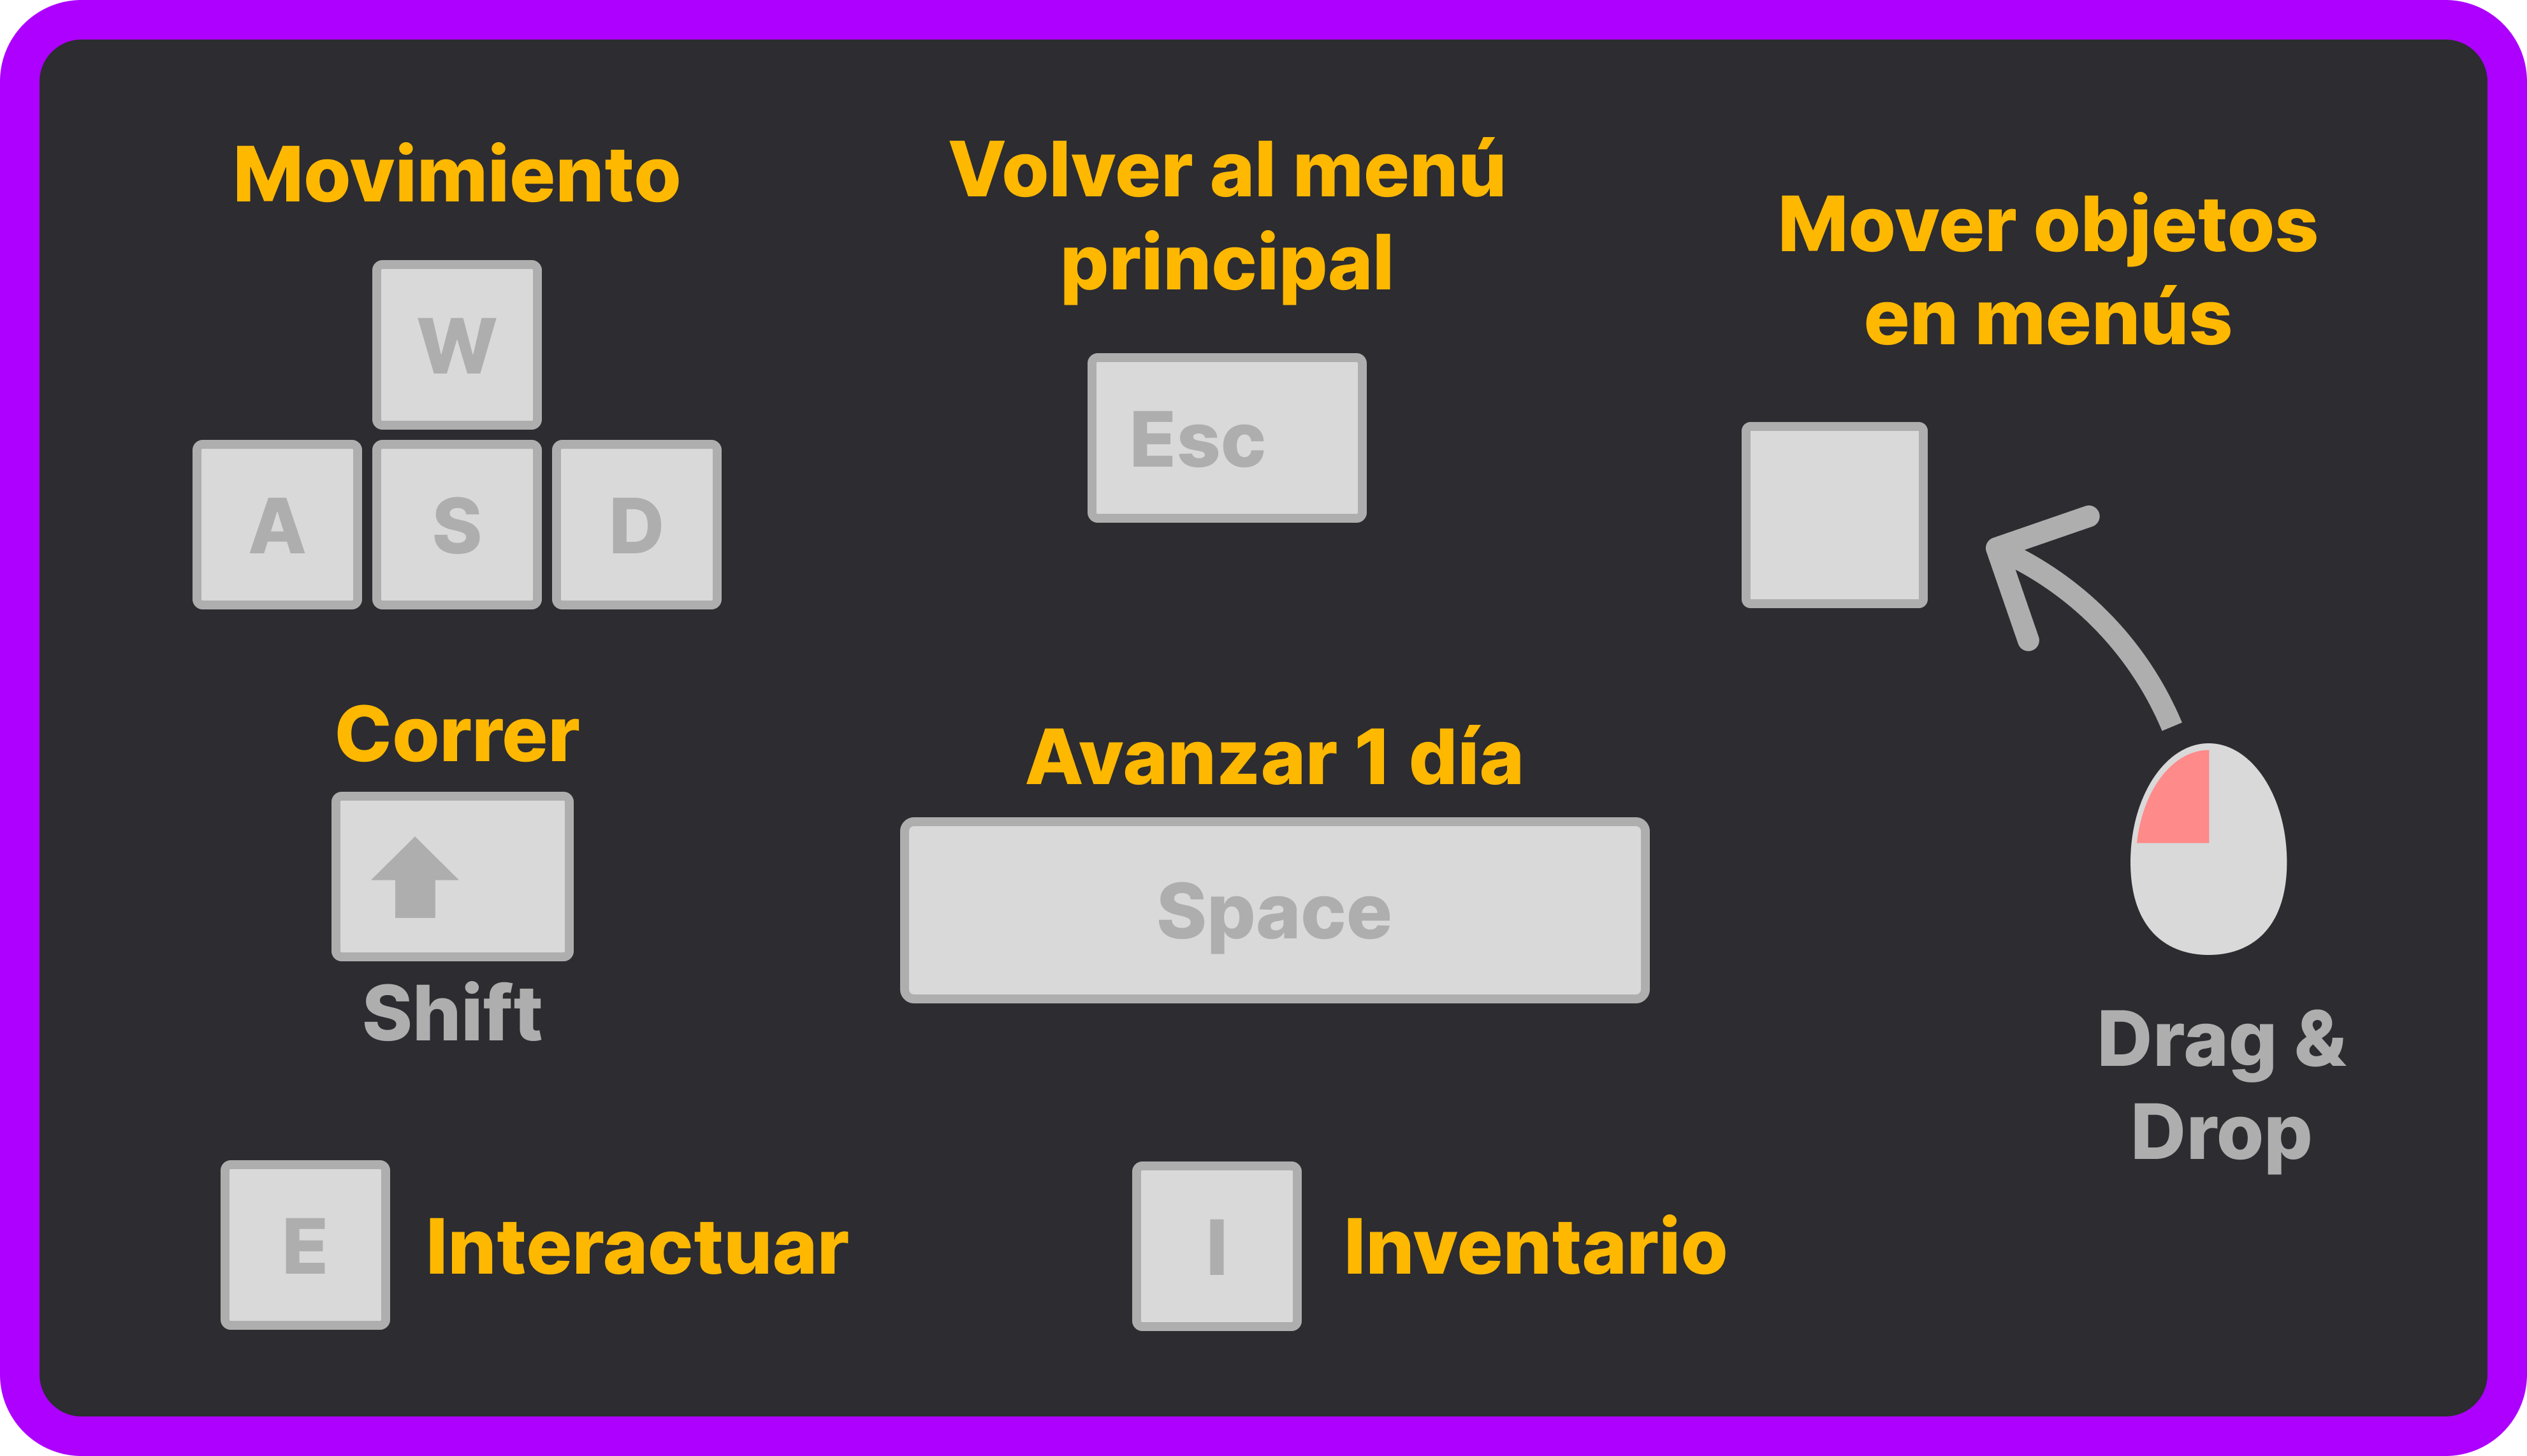 Movimiento
W
A S D
Correr
Shift
E Interactuar
Volver al menú
principal
Esc
Avanzar 1 día
Space
I Inventario
Mover objetos
en menús
Drag &
Drop